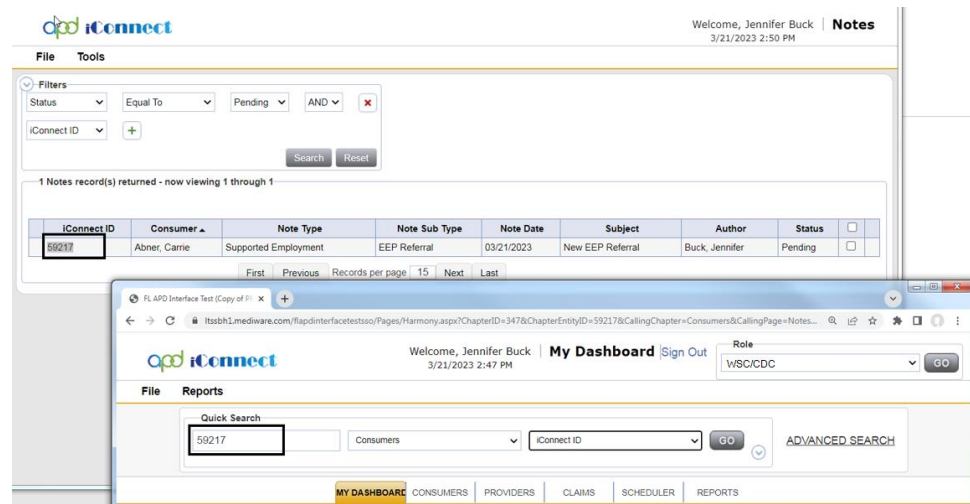 apd iConnect
Welcome, Jennifer Buck | Notes
3/21/2023 2:50 PM
File Tools
Filters
Status Equal To Pending AND
iConnect ID
Search Reset
1 Notes record(s) returned - now viewing 1 through 1
iConnect ID Consumer Note Type Note Sub Type Note Date Subject Author Status
59217 Abner, Carrie Supported Employment EEP Referral 03/21/2023 New EEP Referral Buck, Jennifer Pending
First Previous Records per page 15 Next Last
FL APD Interface Test (Copy of
ltssbh1.mediware.com/flapdinterfacetestsso/Pages/Harmony.aspx?ChapterID=347&ChapterEntityID=59217&CallingChapter=Consumers&CallingPage=Notes...
apd iConnect
Welcome, Jennifer Buck | My Dashboard Sign Out
3/21/2023 2:47 PM
Role
WSC/CDC GO
File Reports
Quick Search
59217 Consumers iConnect ID GO ADVANCED SEARCH
MY DASHBOARD CONSUMERS PROVIDERS CLAIMS SCHEDULER REPORTS